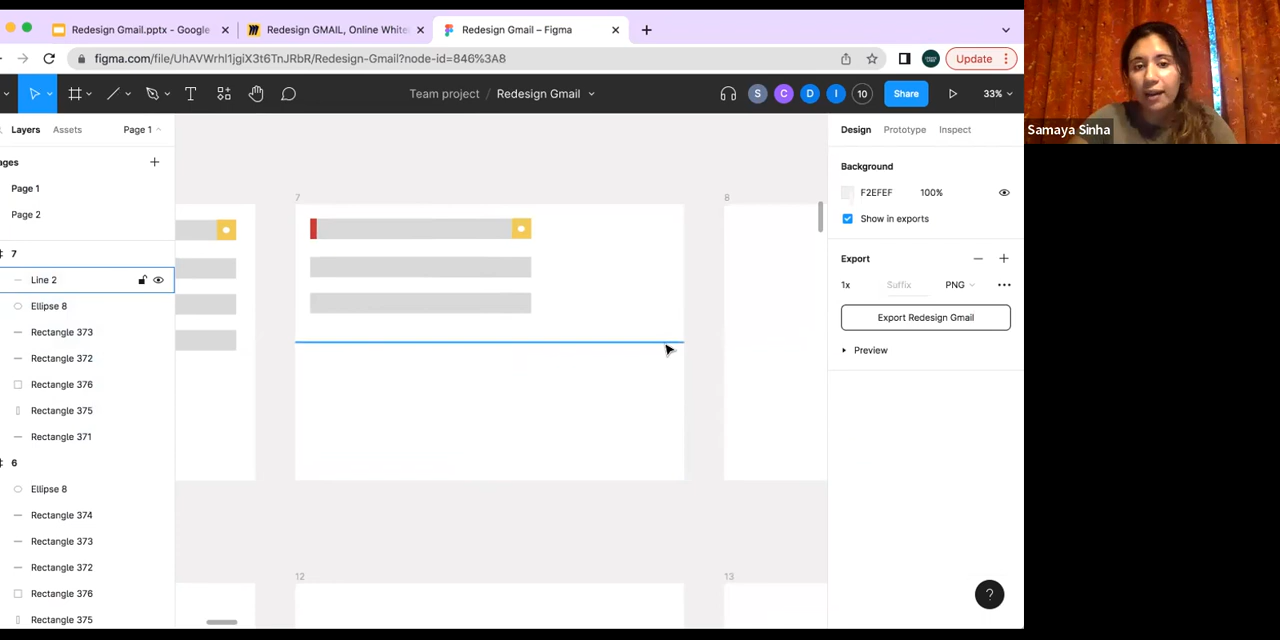 Redesign Gmail.pptx - Google
Redesign GMAIL, Online White
Redesign Gmail – Figma
figma.com/file/UhAVWrhl1jgiX3t6TnJRbR/Redesign-Gmail?node-id=846%3A8
Update
Team project / Redesign Gmail
S
C
D
I
10
Share
33%
Layers
Assets
Page 1
ages
Page 1
Page 2
7
Line 2
Ellipse 8
Rectangle 373
Rectangle 372
Rectangle 376
Rectangle 375
Rectangle 371
6
Ellipse 8
Rectangle 374
Rectangle 373
Rectangle 372
Rectangle 376
Rectangle 375
7
8
12
13
Design
Prototype
Inspect
Background
F2EFEF
100%
Show in exports
Export
1x
Suffix
PNG
Export Redesign Gmail
Preview
?
Samaya Sinha